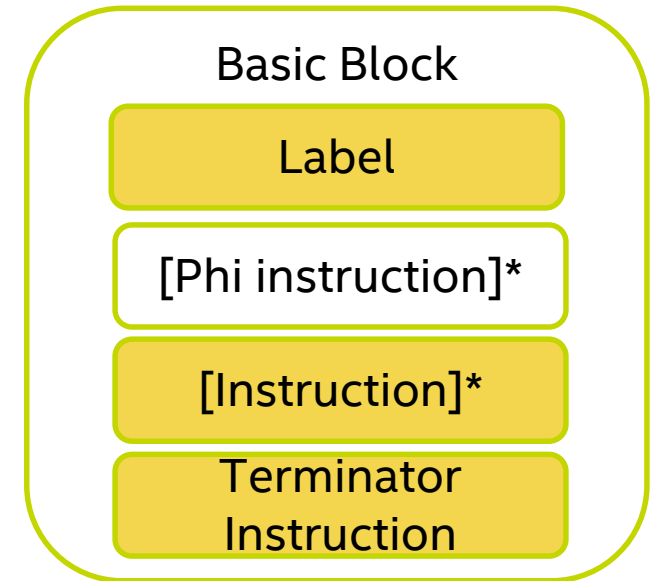 Basic Block
Label
[Phi instruction]*
[Instruction]*
Terminator
Instruction